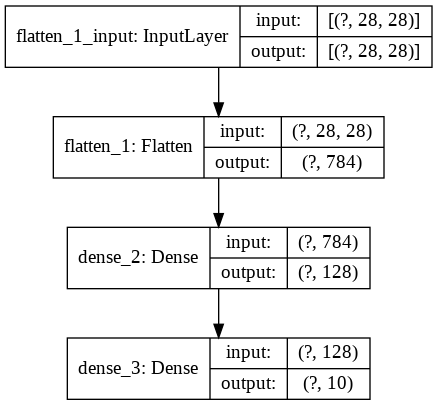 flatten_1_input: InputLayer
input: [(?, 28, 28)]
output: [(?, 28, 28)]
flatten_1: Flatten
input: (?, 28, 28)
output: (?, 784)
dense_2: Dense
input: (?, 784)
output: (?, 128)
dense_3: Dense
input: (?, 128)
output: (?, 10)